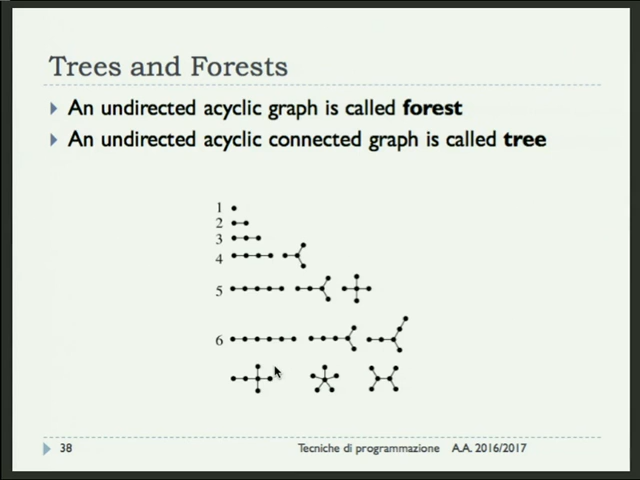 Trees and Forests
An undirected acyclic graph is called forest
An undirected acyclic connected graph is called tree
1
2
3
4
5
6
38
Tecniche di programmazione A.A. 2016/2017